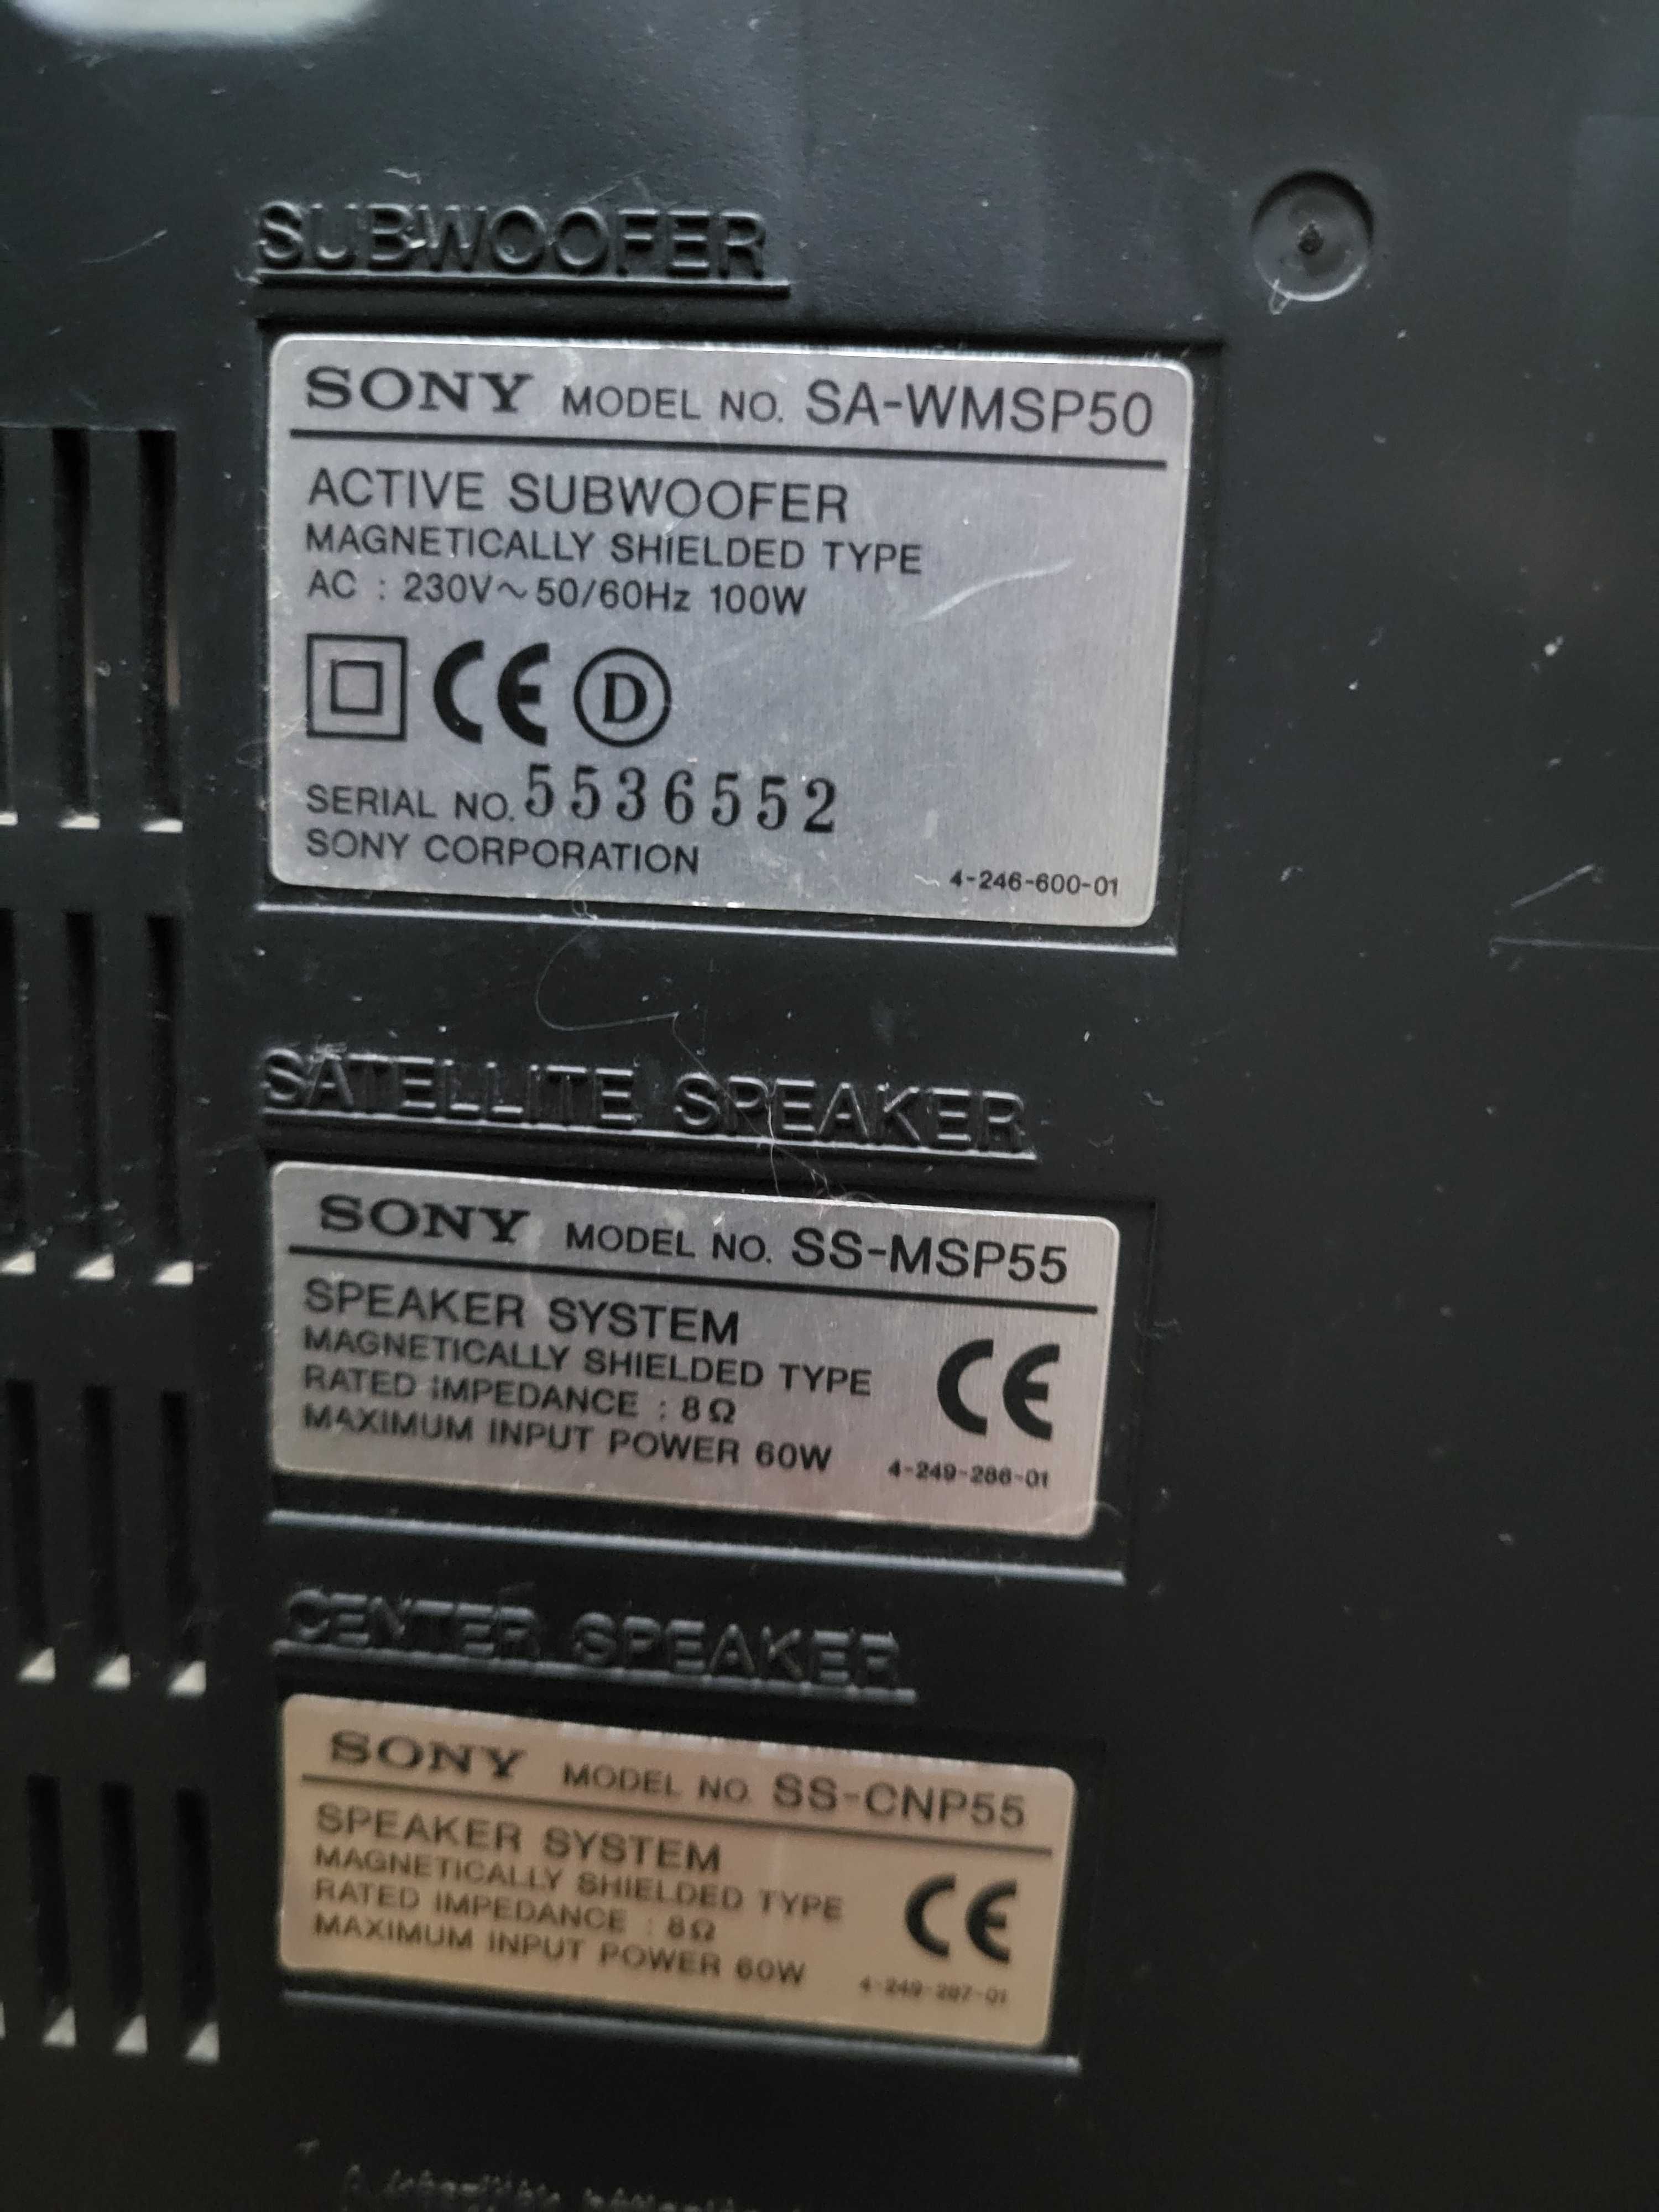 SUBWOOFER
SONY MODEL NO. SA-WMSP50
ACTIVE SUBWOOFER
MAGNETICALLY SHIELDED TYPE
AC : 230V~50/60Hz 100W
CE D
SERIAL NO. 5536552
SONY CORPORATION
4-246-600-01
SATELLITE SPEAKER
SONY MODEL NO. SS-MSP55
SPEAKER SYSTEM
MAGNETICALLY SHIELDED TYPE
RATED IMPEDANCE : 8Ω
MAXIMUM INPUT POWER 60W
CE
4-249-286-01
CENTER SPEAKER
SONY MODEL NO. SS-CNP55
SPEAKER SYSTEM
MAGNETICALLY SHIELDED TYPE
RATED IMPEDANCE : 8Ω
MAXIMUM INPUT POWER 60W
CE
4-249-287-01